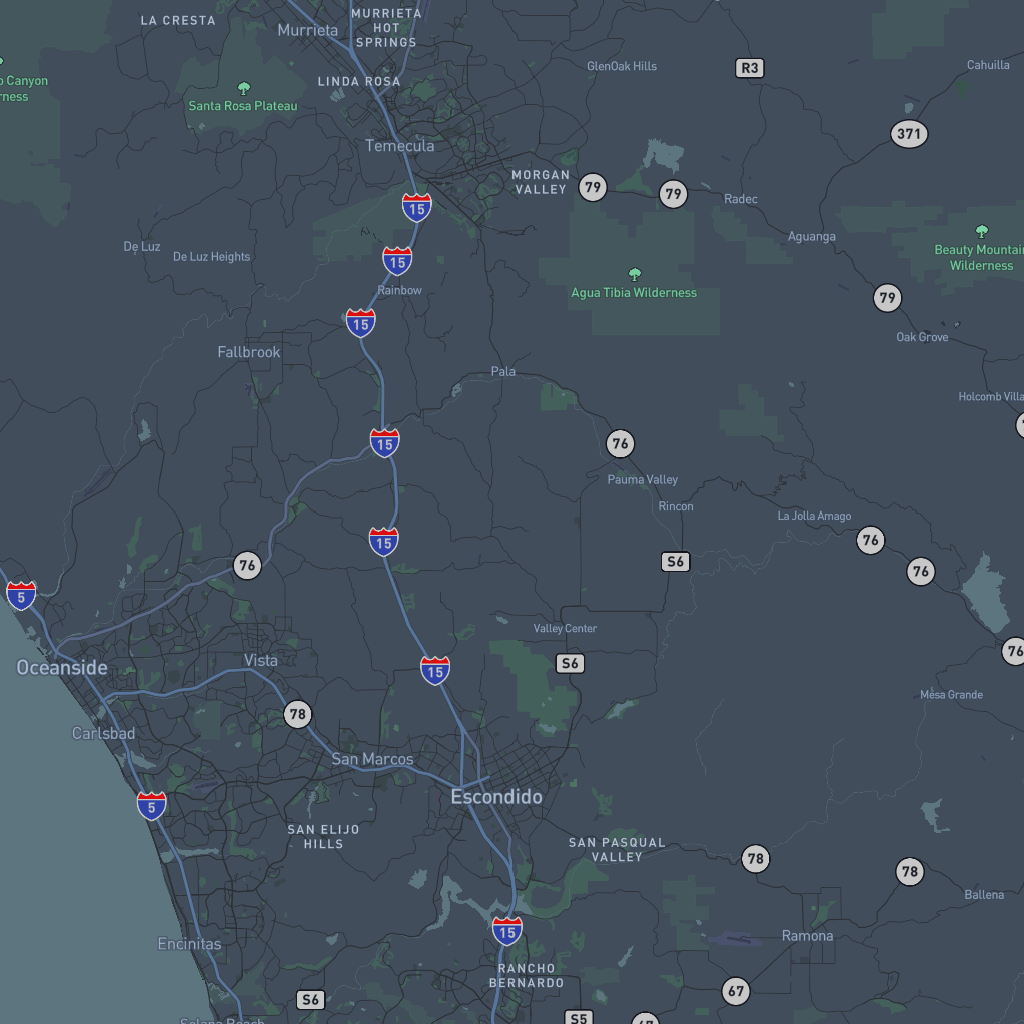 LA CRESTA
MURRIETA
HOT
SPRINGS
Murrieta
GlenOak Hills
R3
Cahuilla
LINDA ROSA
o Canyon
rness
Santa Rosa Plateau
371
Temecula
MORGAN
VALLEY
79
79
Radec
15
Aguanga
De Luz
De Luz Heights
15
Beauty Mountain
Wilderness
Rainbow
Agua Tibia Wilderness
79
15
Oak Grove
Fallbrook
Pala
Holcomb Villa
15
76
Pauma Valley
Rincon
La Jolla Amago
15
76
76
S6
76
5
Valley Center
76
Oceanside
Vista
15
S6
Mesa Grande
78
Carlsbad
San Marcos
Escondido
5
SAN ELIJO
HILLS
SAN PASQUAL
VALLEY
78
78
Ballena
15
Ramona
Encinitas
RANCHO
BERNARDO
67
S6
S5
67
Solana Beach